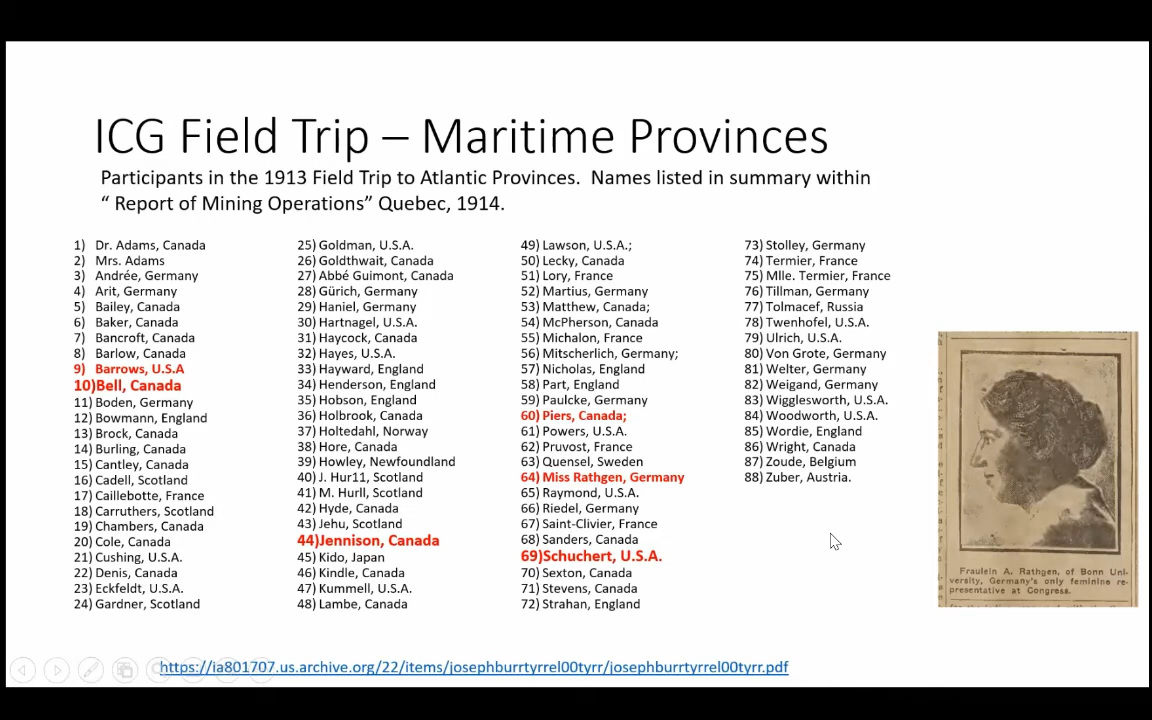 ICG Field Trip – Maritime Provinces
Participants in the 1913 Field Trip to Atlantic Provinces.  Names listed in summary within
“ Report of Mining Operations” Quebec, 1914.
1) Dr. Adams, Canada
2) Mrs. Adams
3) Andrée, Germany
4) Arit, Germany
5) Bailey, Canada
6) Baker, Canada
7) Bancroft, Canada
8) Barlow, Canada
9) Barrows, U.S.A
10)Bell, Canada
11) Boden, Germany
12) Bowmann, England
13) Brock, Canada
14) Burling, Canada
15) Cantley, Canada
16) Cadell, Scotland
17) Caillebotte, France
18) Carruthers, Scotland
19) Chambers, Canada
20) Cole, Canada
21) Cushing, U.S.A.
22) Denis, Canada
23) Eckfeldt, U.S.A.
24) Gardner, Scotland
25) Goldman, U.S.A.
26) Goldthwait, Canada
27) Abbé Guimont, Canada
28) Gürich, Germany
29) Haniel, Germany
30) Hartnagel, U.S.A.
31) Haycock, Canada
32) Hayes, U.S.A.
33) Hayward, England
34) Henderson, England
35) Hobson, England
36) Holbrook, Canada
37) Holtedahl, Norway
38) Hore, Canada
39) Howley, Newfoundland
40) J. Hur11, Scotland
41) M. Hurll, Scotland
42) Hyde, Canada
43) Jehu, Scotland
44)Jennison, Canada
45) Kido, Japan
46) Kindle, Canada
47) Kummell, U.S.A.
48) Lambe, Canada
49) Lawson, U.S.A.;
50) Lecky, Canada
51) Lory, France
52) Martius, Germany
53) Matthew, Canada;
54) McPherson, Canada
55) Michalon, France
56) Mitscherlich, Germany;
57) Nicholas, England
58) Part, England
59) Paulcke, Germany
60) Piers, Canada;
61) Powers, U.S.A.
62) Pruvost, France
63) Quensel, Sweden
64) Miss Rathgen, Germany
65) Raymond, U.S.A.
66) Riedel, Germany
67) Saint-Clivier, France
68) Sanders, Canada
69)Schuchert, U.S.A.
70) Sexton, Canada
71) Stevens, Canada
72) Strahan, England
73) Stolley, Germany
74) Termier, France
75) Mlle. Termier, France
76) Tillman, Germany
77) Tolmacef, Russia
78) Twenhofel, U.S.A.
79) Ulrich, U.S.A.
80) Von Grote, Germany
81) Welter, Germany
82) Weigand, Germany
83) Wigglesworth, U.S.A.
84) Woodworth, U.S.A.
85) Wordie, England
86) Wright, Canada
87) Zoude, Belgium
88) Zuber, Austria.
Fraulein A. Rathgen, of Bonn Uni-
versity, Germany's only feminine re-
presentative at Congress.
https://ia801707.us.archive.org/22/items/josephburrtyrrel00tyrr/josephburrtyrrel00tyrr.pdf